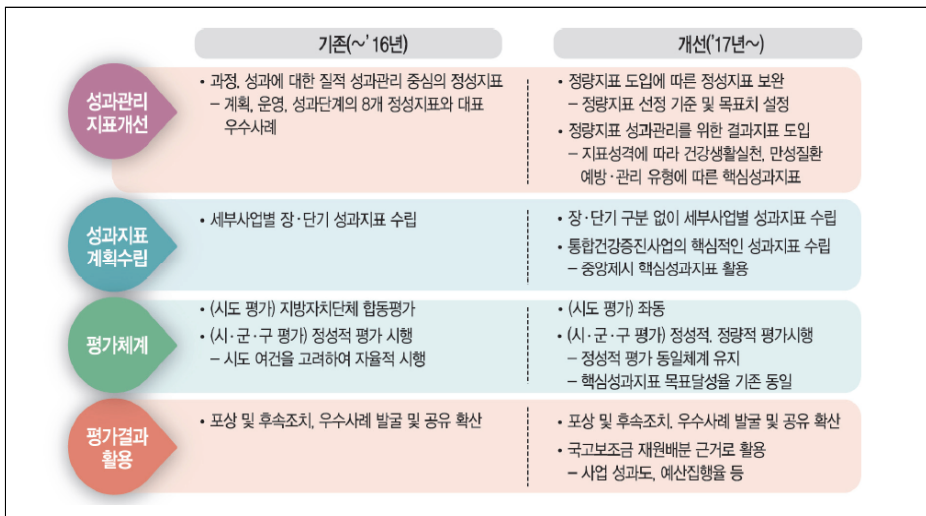 기존(~'16년)
개선('17년~)
성과관리
지표개선
• 과정, 성과에 대한 질적 성과관리 중심의 정성지표
– 계획, 운영, 성과단계의 8개 정성지표와 대표
우수사례
• 정량지표 도입에 따른 정성지표 보완
– 정량지표 선정 기준 및 목표치 설정
• 정량지표 성과관리를 위한 결과지표 도입
– 지표성격에 따라 건강생활실천, 만성질환
예방·관리 유형에 따른 핵심성과지표
성과지표
계획수립
• 세부사업별 장·단기 성과지표 수립
• 장·단기 구분 없이 세부사업별 성과지표 수립
• 통합건강증진사업의 핵심적인 성과지표 수립
– 중앙제시 핵심성과지표 활용
평가체계
• (시도 평가) 지방자치단체 합동평가
• (시·군·구 평가) 정성적 평가 시행
– 시도 여건을 고려하여 자율적 시행
• (시도 평가) 좌동
• (시·군·구 평가) 정성적, 정량적 평가시행
– 정성적 평가 동일체계 유지
– 핵심성과지표 목표달성율 기존 동일
평가결과
활용
• 포상 및 후속조치, 우수사례 발굴 및 공유 확산
• 포상 및 후속조치, 우수사례 발굴 및 공유 확산
• 국고보조금 재원배분 근거로 활용
– 사업 성과도, 예산집행율 등